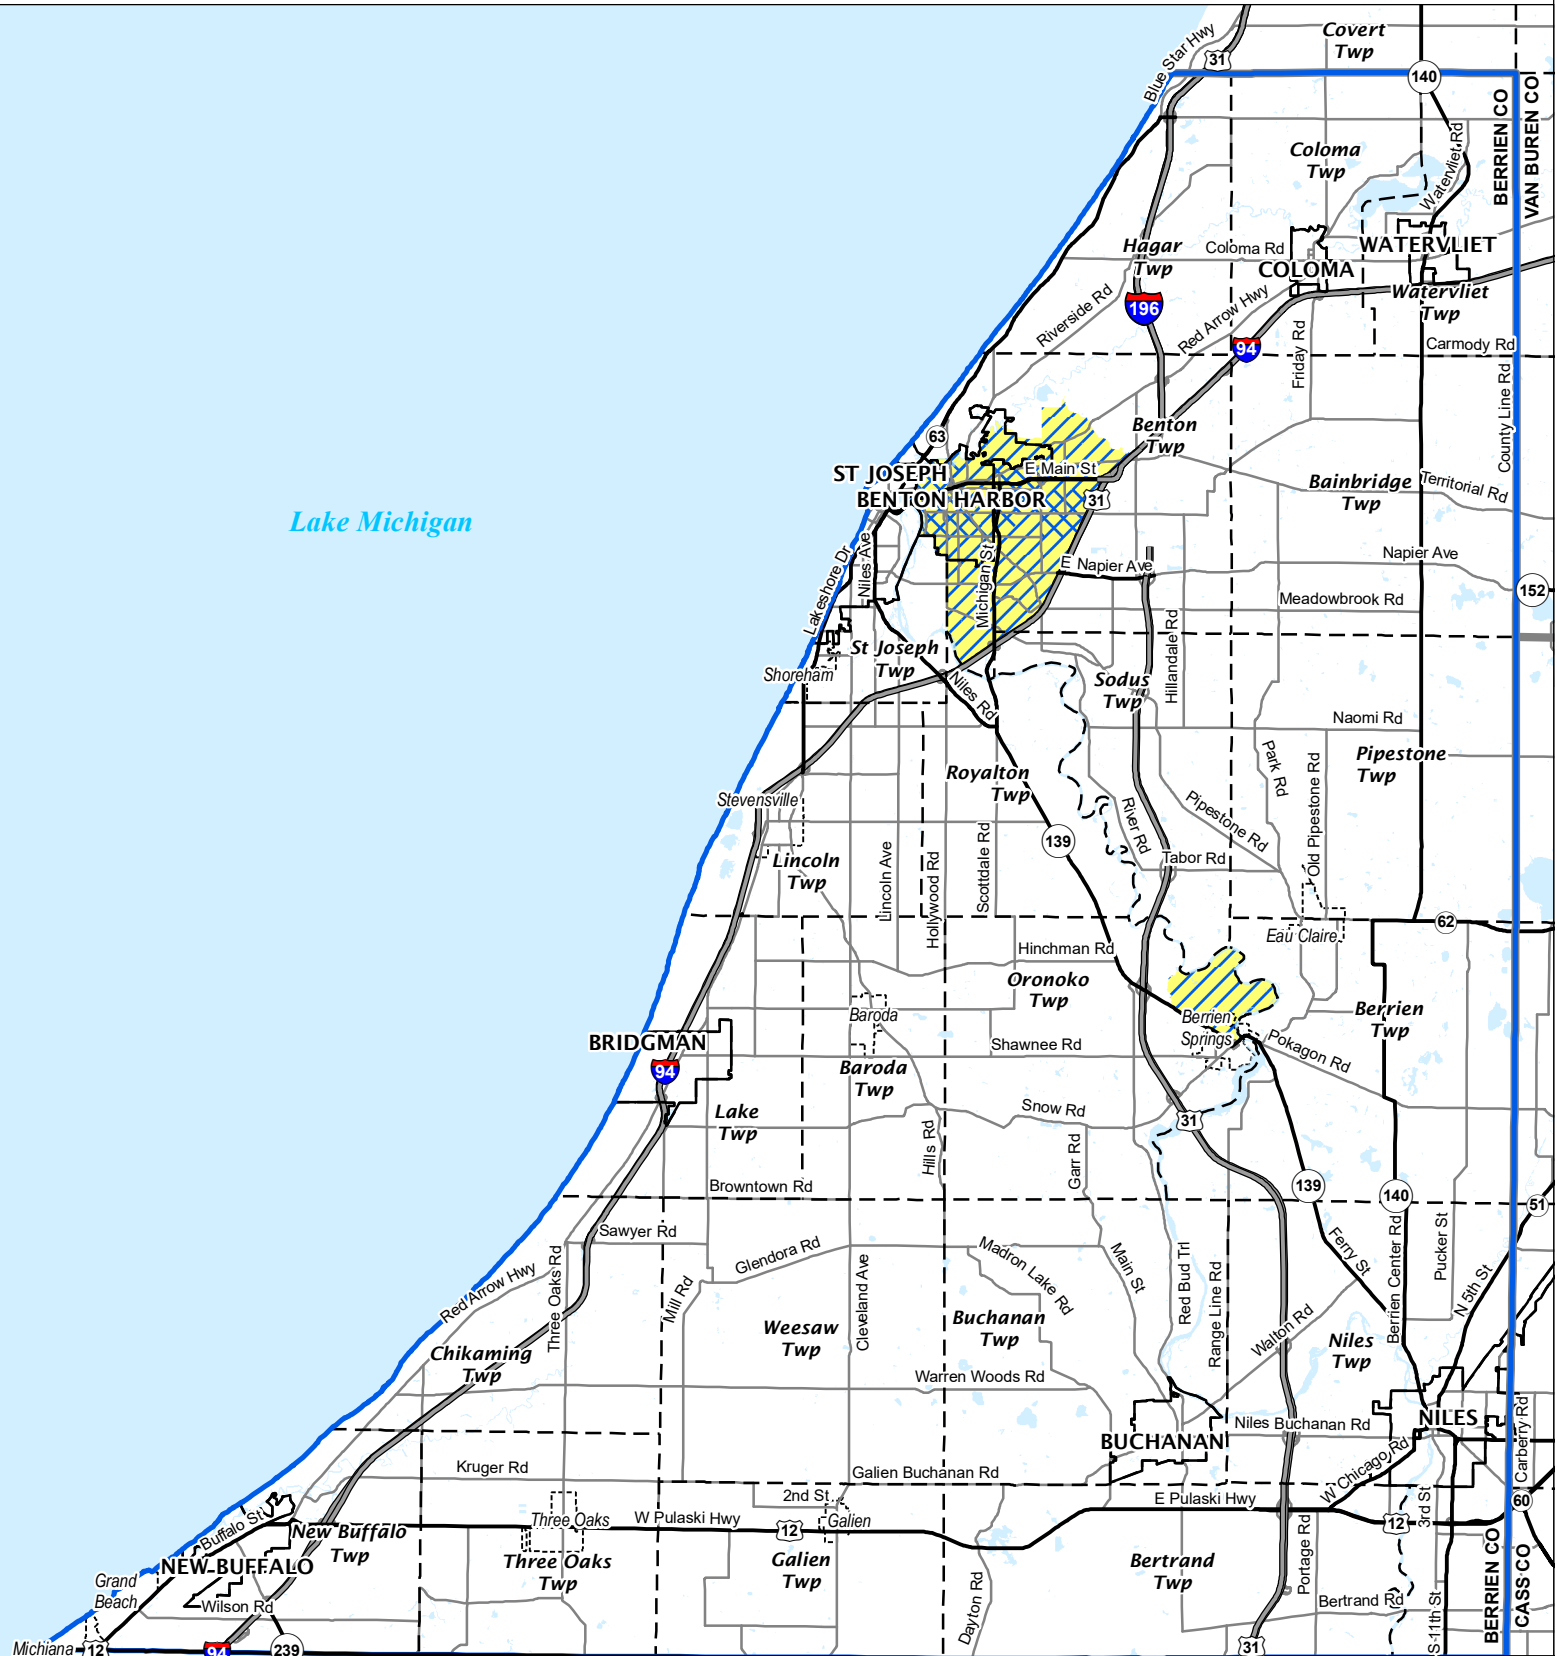 Covert
Twp
Blue Star Hwy
31
140
BERRIEN CO
VAN BUREN CO
Coloma
Twp
Watervliet Rd
Hagar
Twp
Coloma Rd
WATERVLIET
COLOMA
Watervliet
Twp
196
Riverside Rd
Red Arrow Hwy
94
Friday Rd
Carmody Rd
County Line Rd
63
Benton
Twp
ST JOSEPH
E Main St
BENTON HARBOR
31
Bainbridge
Twp
Territorial Rd
Lake Michigan
Lakeshore Dr
Niles Ave
Michigan St
E Napier Ave
Napier Ave
152
Meadowbrook Rd
Hillandale Rd
St Joseph
Twp
Shoreham
Niles Rd
Sodus
Twp
Naomi Rd
Pipestone
Twp
Park Rd
Old Pipestone Rd
Royalton
Twp
Stevensville
River Rd
Pipestone Rd
139
Tabor Rd
Lincoln
Twp
Lincoln Ave
Hollywood Rd
Scottdale Rd
62
Eau Claire
Hinchman Rd
Oronoko
Twp
Baroda
Berrien
Springs
Berrien
Twp
BRIDGMAN
94
Shawnee Rd
Pokagon Rd
Baroda
Twp
Lake
Twp
Snow Rd
31
Hills Rd
Garr Rd
Browntown Rd
139
140
51
Sawyer Rd
Glendora Rd
Madron Lake Rd
Main St
Red Bud Trl
Range Line Rd
Ferry St
Berrien Center Rd
Pucker St
N 5th St
Red Arrow Hwy
Three Oaks Rd
Mill Rd
Cleveland Ave
Weesaw
Twp
Buchanan
Twp
Walton Rd
Niles
Twp
Chikaming
Twp
Warren Woods Rd
Niles Buchanan Rd
NILES
Carberry Rd
BUCHANAN
W Chicago Rd
Kruger Rd
Galien Buchanan Rd
2nd St
E Pulaski Hwy
3rd St
60
Buffalo St
New Buffalo
Twp
Three Oaks
W Pulaski Hwy
12
Galien
12
NEW BUFFALO
Three Oaks
Twp
Galien
Twp
Bertrand
Twp
Portage Rd
BERRIEN CO
CASS CO
Grand
Beach
Wilson Rd
Dayton Rd
Bertrand Rd
S 11th St
Michiana
12
94
239
31